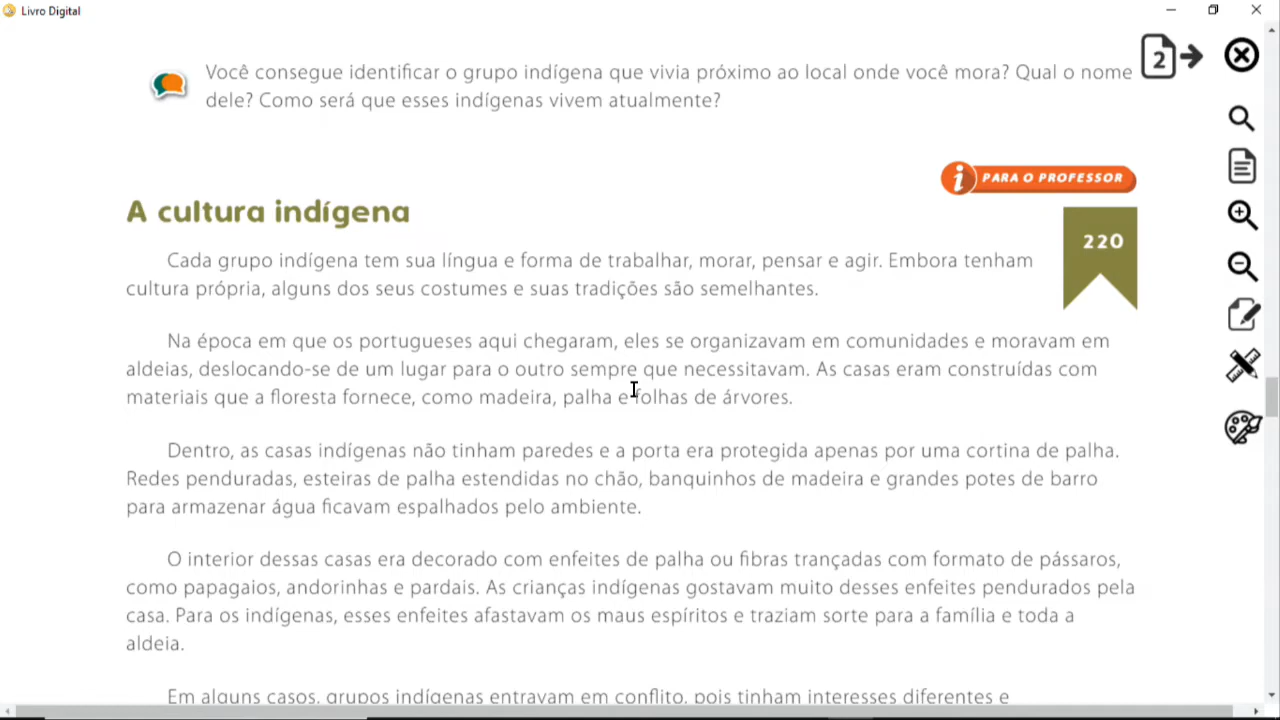 Livro Digital
Você consegue identificar o grupo indígena que vivia próximo ao local onde você mora? Qual o nome
dele? Como será que esses indígenas vivem atualmente?
2
i PARA O PROFESSOR
A cultura indígena
220
Cada grupo indígena tem sua língua e forma de trabalhar, morar, pensar e agir. Embora tenham
cultura própria, alguns dos seus costumes e suas tradições são semelhantes.
Na época em que os portugueses aqui chegaram, eles se organizavam em comunidades e moravam em
aldeias, deslocando-se de um lugar para o outro sempre que necessitavam. As casas eram construídas com
materiais que a floresta fornece, como madeira, palha e folhas de árvores.
Dentro, as casas indígenas não tinham paredes e a porta era protegida apenas por uma cortina de palha.
Redes penduradas, esteiras de palha estendidas no chão, banquinhos de madeira e grandes potes de barro
para armazenar água ficavam espalhados pelo ambiente.
O interior dessas casas era decorado com enfeites de palha ou fibras trançadas com formato de pássaros,
como papagaios, andorinhas e pardais. As crianças indígenas gostavam muito desses enfeites pendurados pela
casa. Para os indígenas, esses enfeites afastavam os maus espíritos e traziam sorte para a família e toda a
aldeia.
Em alguns casos, grupos indígenas entravam em conflito, pois tinham interesses diferentes e